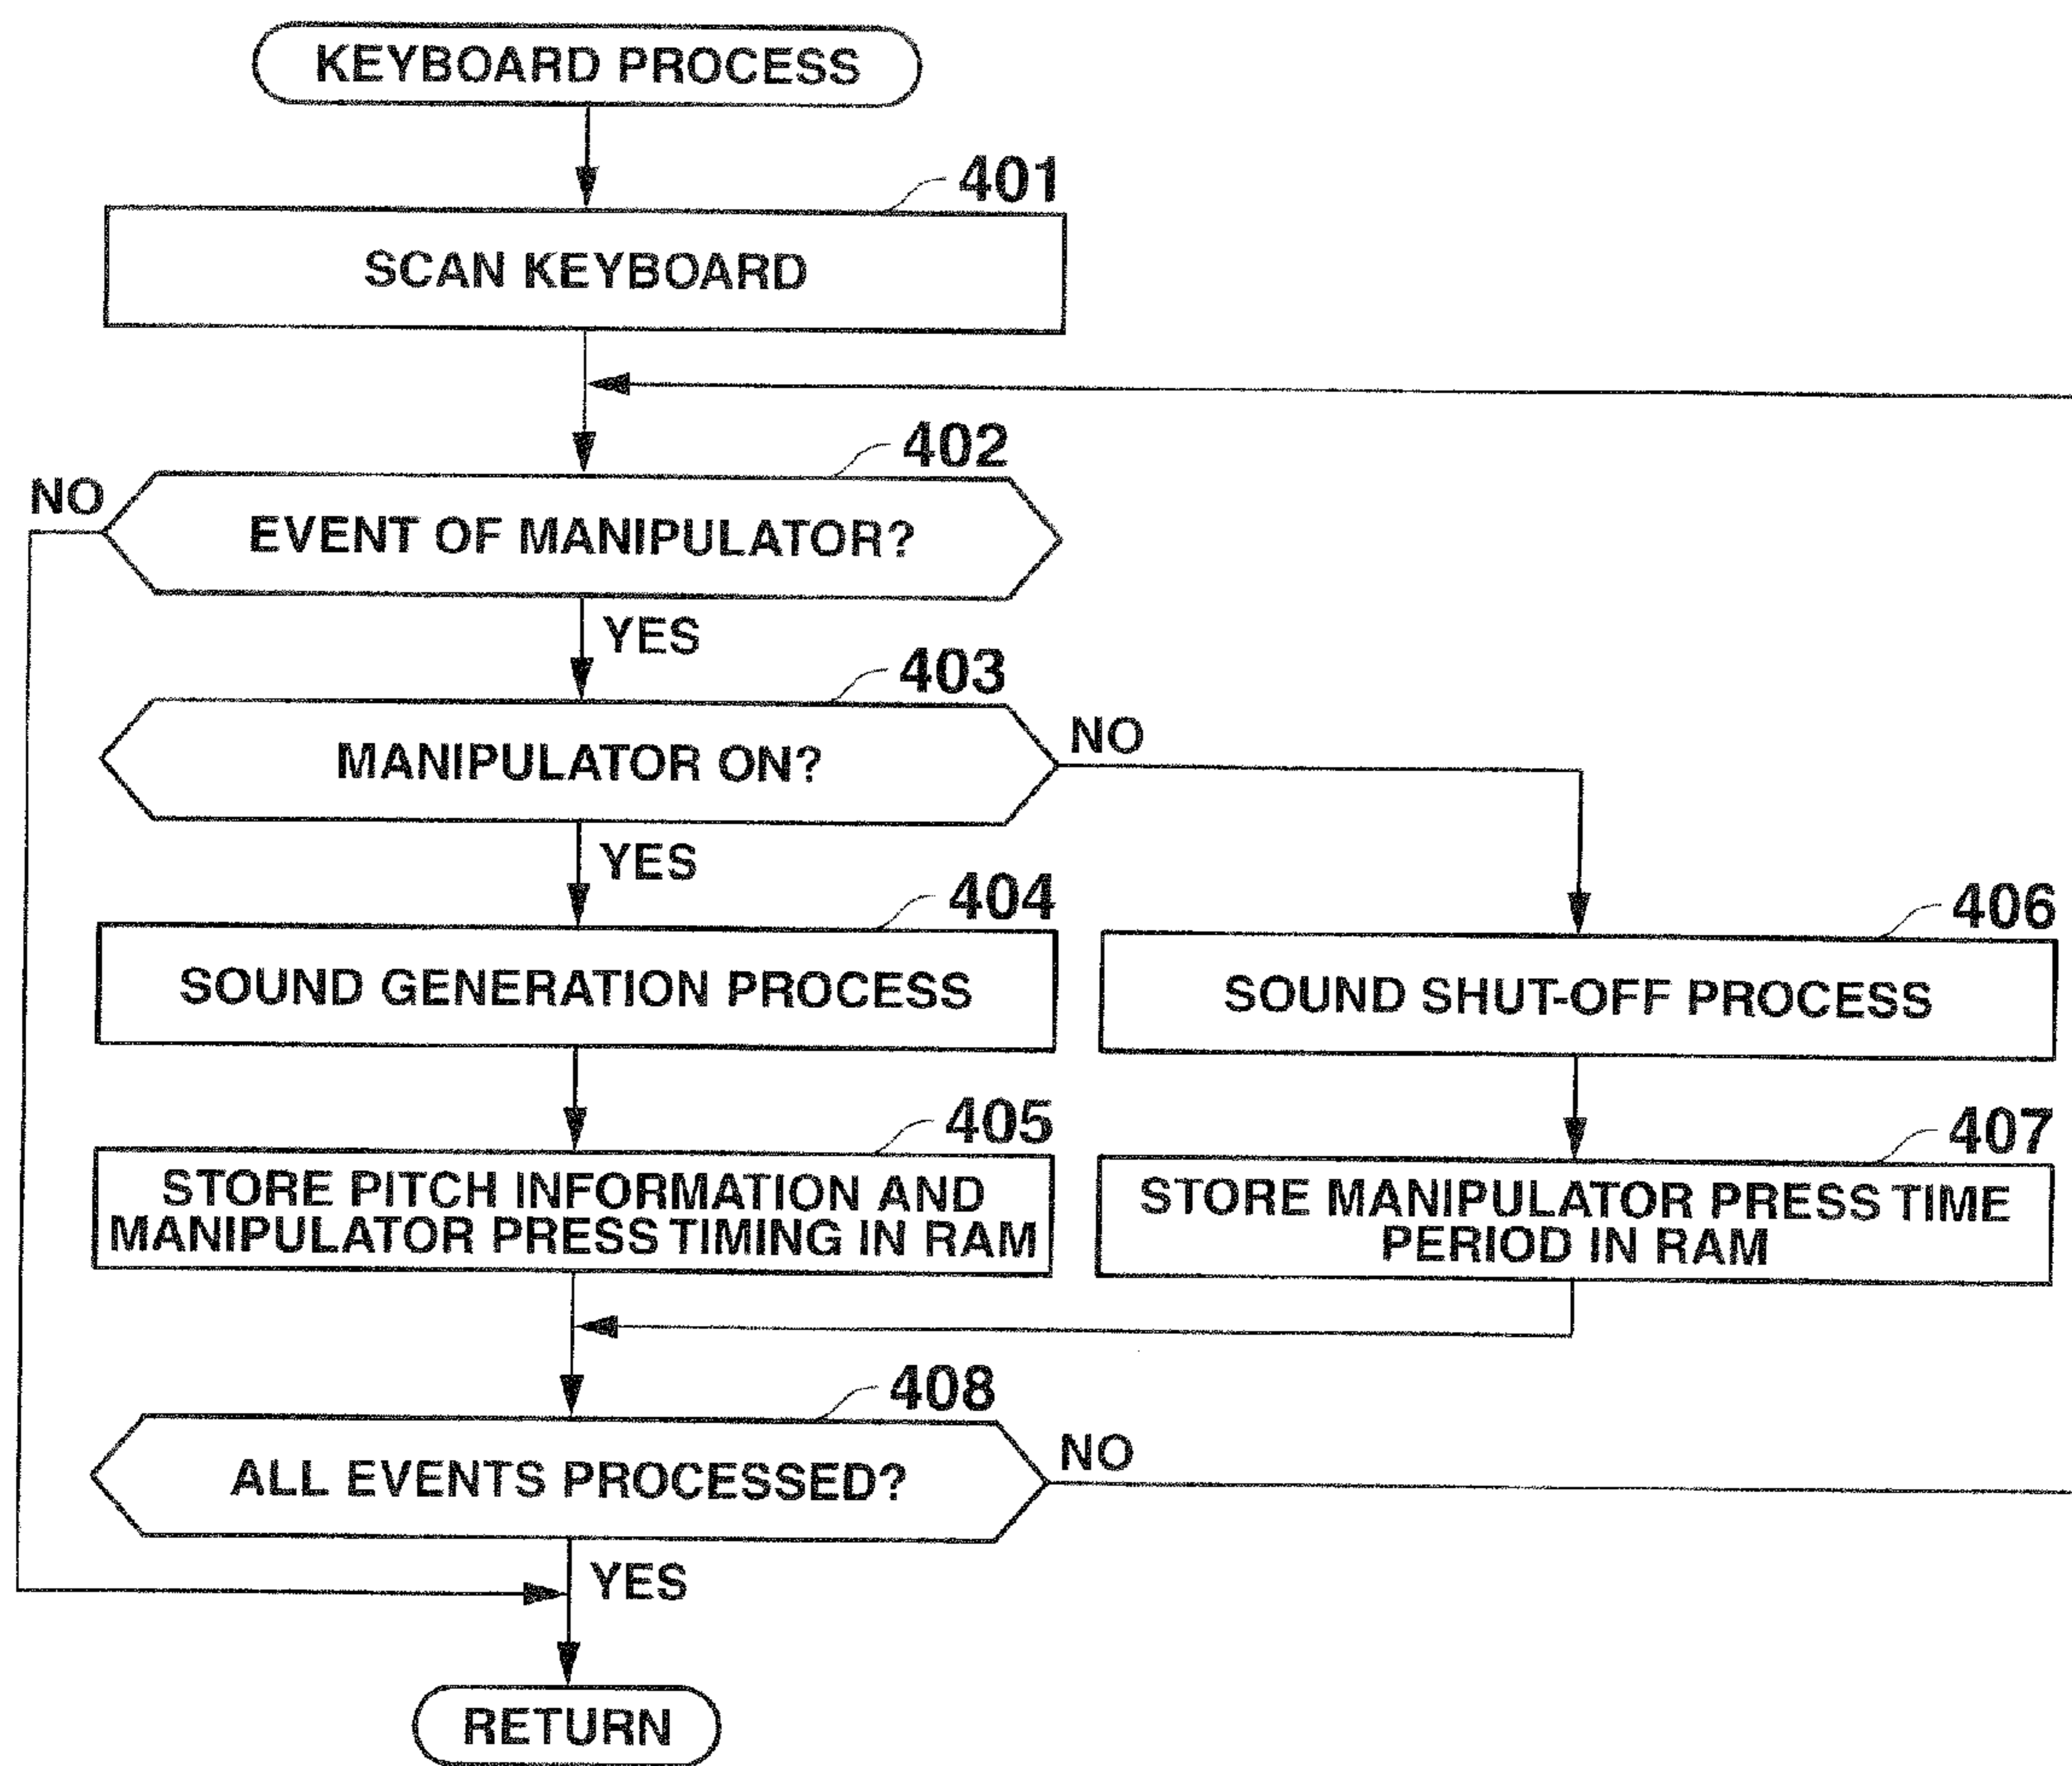 KEYBOARD PROCESS
401
SCAN KEYBOARD
402
NO
EVENT OF MANIPULATOR?
YES
403
MANIPULATOR ON?
NO
YES
404
SOUND GENERATION PROCESS
406
SOUND SHUT-OFF PROCESS
405
STORE PITCH INFORMATION AND
MANIPULATOR PRESS TIMING IN RAM
407
STORE MANIPULATOR PRESS TIME
PERIOD IN RAM
408
ALL EVENTS PROCESSED?
NO
YES
RETURN